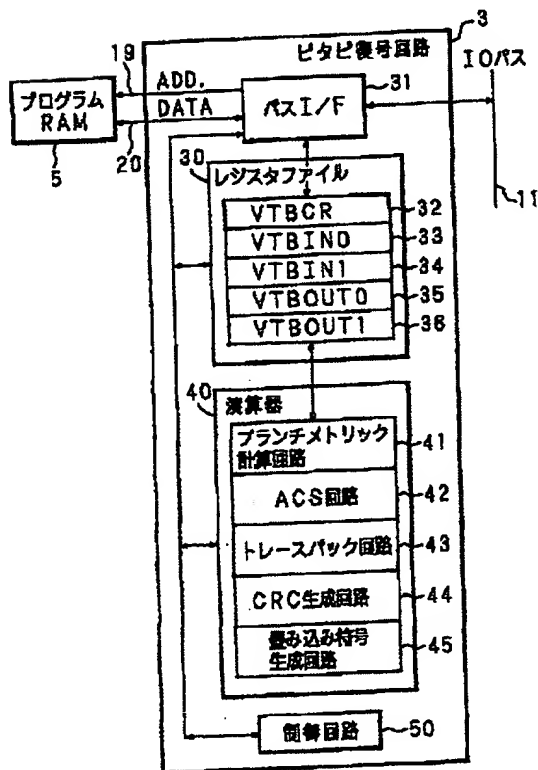 3
ビタビ復号回路
19
ADD.
31
IOバス
プログラム
RAM
DATA
バスI/F
5
20
30
レジスタファイル
11
VTBCR
32
VTBIN0
33
VTBIN1
34
VTBOUT0
35
VTBOUT1
36
40
演算器
ブランチメトリック
計算回路
41
ACS回路
42
トレースバック回路
43
CRC生成回路
44
畳み込み符号
生成回路
45
制御回路
50